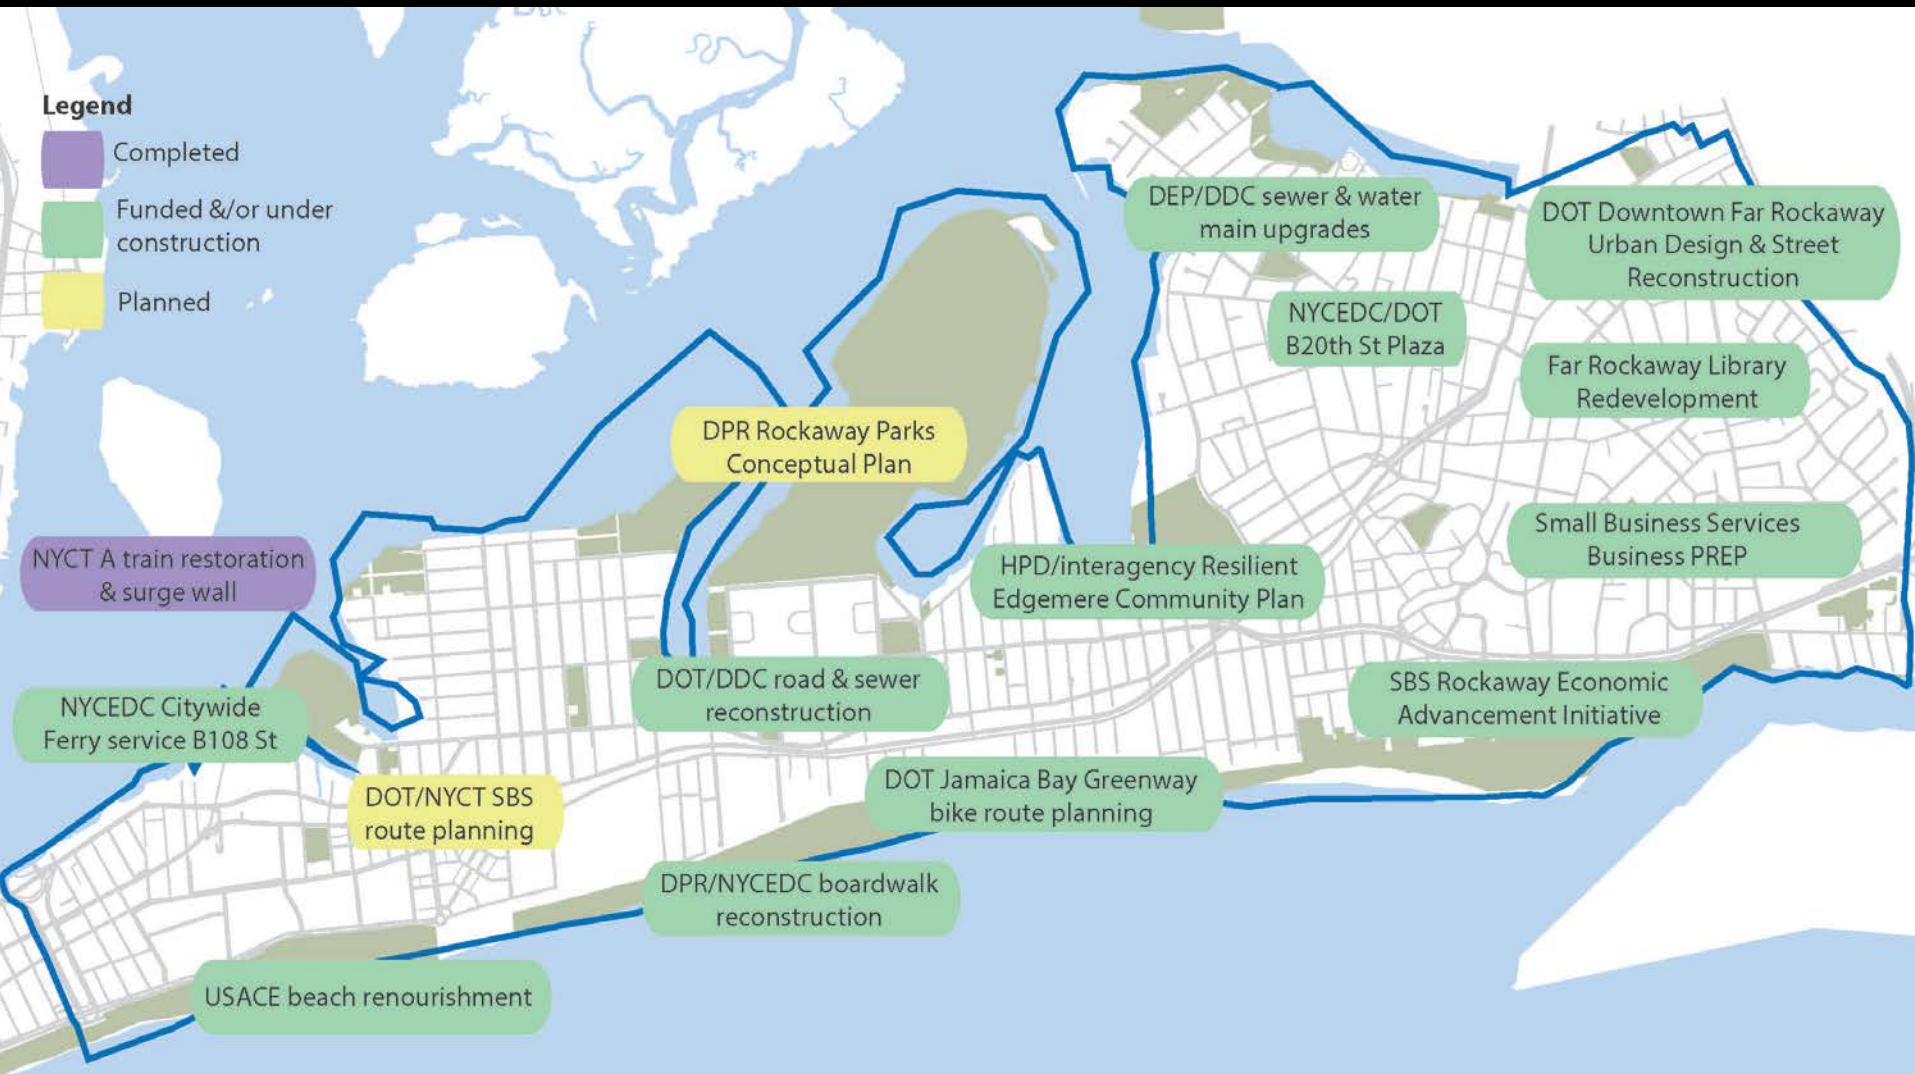 Legend
Completed
Funded &/or under
construction
Planned
DEP/DDC sewer & water
main upgrades
DOT Downtown Far Rockaway
Urban Design & Street
Reconstruction
NYCEDC/DOT
B20th St Plaza
Far Rockaway Library
Redevelopment
DPR Rockaway Parks
Conceptual Plan
Small Business Services
Business PREP
NYCT A train restoration
& surge wall
HPD/interagency Resilient
Edgemere Community Plan
DOT/DDC road & sewer
reconstruction
SBS Rockaway Economic
Advancement Initiative
NYCEDC Citywide
Ferry service B108 St
DOT/NYCT SBS
route planning
DOT Jamaica Bay Greenway
bike route planning
DPR/NYCEDC boardwalk
reconstruction
USACE beach renourishment